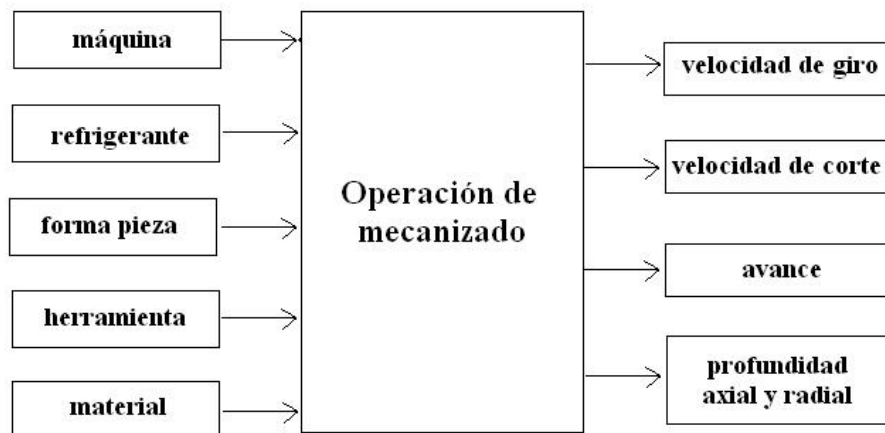 máquina
refrigerante
forma pieza
herramienta
material
Operación de
mecanizado
velocidad de giro
velocidad de corte
avance
profundidad
axial y radial